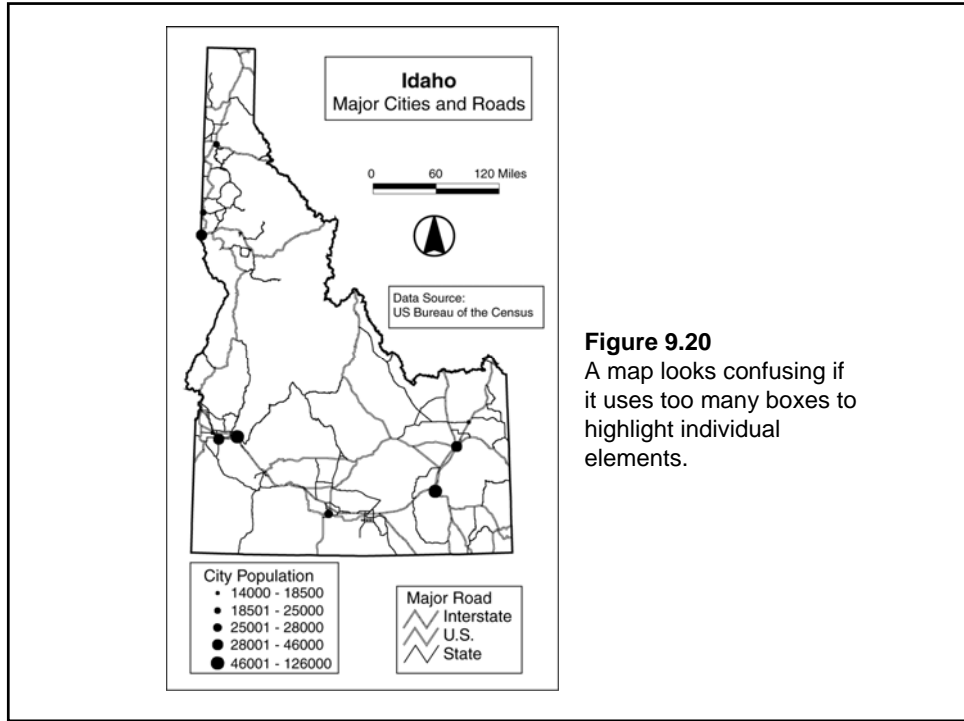 Idaho
Major Cities and Roads
0 60 120 Miles
Data Source:
US Bureau of the Census
Figure 9.20
A map looks confusing if
it uses too many boxes to
highlight individual
elements.
City Population
14000 - 18500
18501 - 25000
25001 - 28000
28001 - 46000
46001 - 126000
Major Road
Interstate
U.S.
State